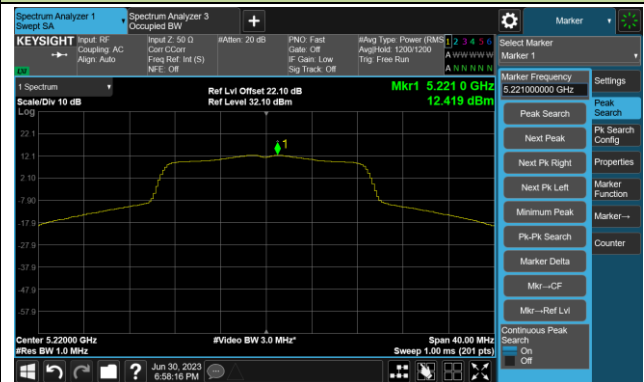 Spectrum Analyzer 1
Swept SA
Spectrum Analyzer 3
Occupied BW
Marker
KEYSIGHT
Input: RF
Coupling: AC
Align: Auto
Input Z: 50 Ω
Corr CCorr
Freq Ref: Int (S)
NFE: Off
#Atten: 20 dB
PNO: Fast
Gate: Off
IF Gain: Low
Sig Track: Off
#Avg Type: Power (RMS
Avg|Hold: 1200/1200
Trig: Free Run
1 2 3 4 5 6
A W W W W W
A N N N N N
Select Marker
Marker 1
1 Spectrum
Scale/Div 10 dB
Log
Ref Lvl Offset 22.10 dB
Ref Level 32.10 dBm
Mkr1 5.221 0 GHz
12.419 dBm
22.1
12.1
2.10
-7.90
-17.9
-27.9
-37.9
-47.9
-57.9
1
Center 5.22000 GHz
#Res BW 1.0 MHz
#Video BW 3.0 MHz*
Span 40.00 MHz
Sweep 1.00 ms (201 pts)
Marker Frequency
5.221000000 GHz
Peak Search
Next Peak
Next Pk Right
Next Pk Left
Minimum Peak
Pk-Pk Search
Marker Delta
Mkr→CF
Mkr→Ref Lvl
Continuous Peak
Search
On
Off
Settings
Peak
Search
Pk Search
Config
Properties
Marker
Function
Marker→
Counter
Jun 30, 2023
6:58:16 PM